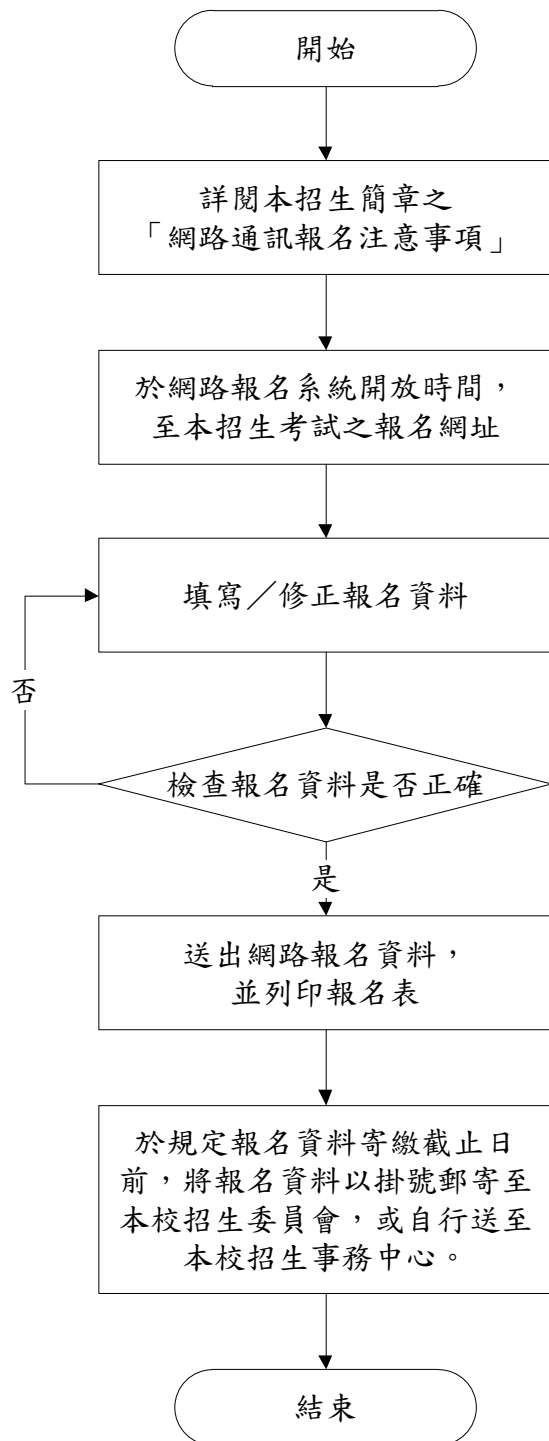 開始
詳閱本招生簡章之
「網路通訊報名注意事項」
於網路報名系統開放時間，
至本招生考試之報名網址
填寫／修正報名資料
否
檢查報名資料是否正確
是
送出網路報名資料，
並列印報名表
於規定報名資料寄繳截止日
前，將報名資料以掛號郵寄至
本校招生委員會，或自行送至
本校招生事務中心。
結束